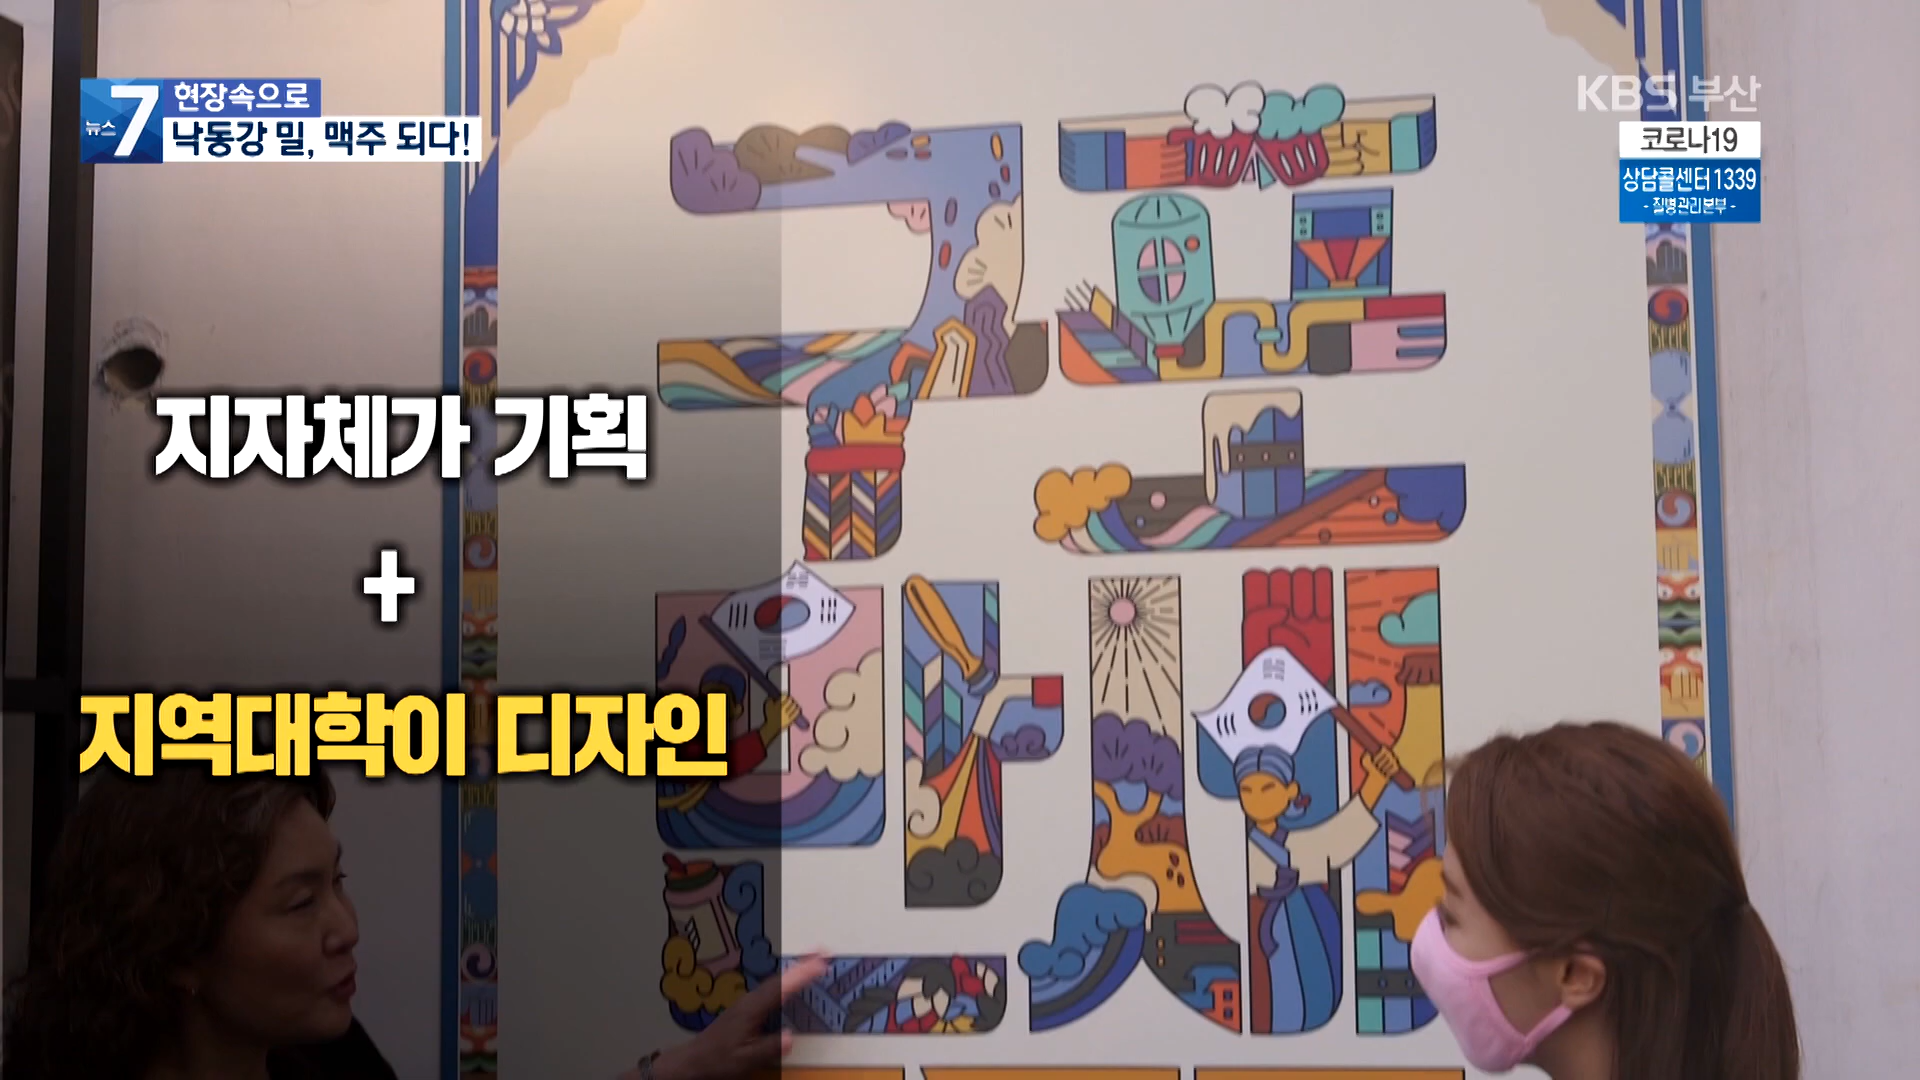 뉴스 7
현장속으로
낙동강 밀, 맥주 되다!
KBS 부산
코로나19
상담콜센터 1339
- 질병관리본부 -
구포
만세
지자체가 기획
+
지역대학이 디자인